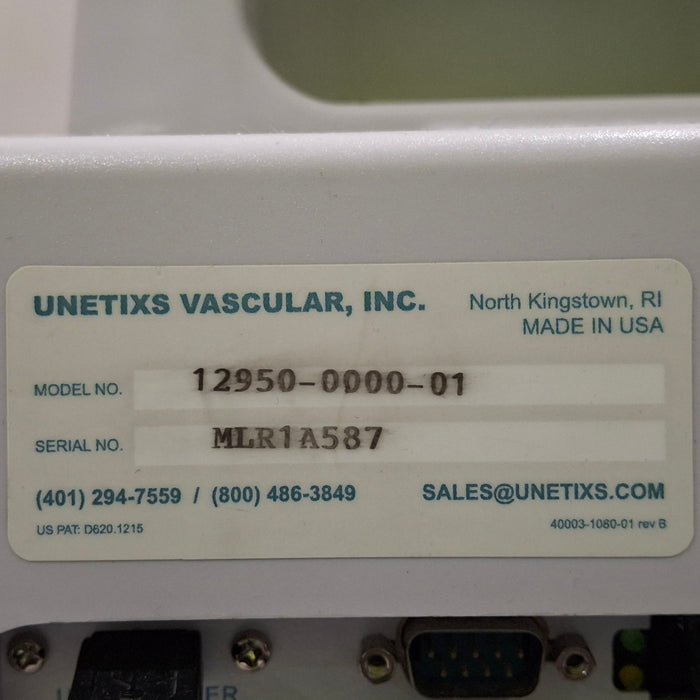 UNETIXS VASCULAR, INC.
North Kingstown, RI
MADE IN USA
MODEL NO. 12950-0000-01
SERIAL NO. MLR1A587
(401) 294-7559 / (800) 486-3849
SALES@UNETIXS.COM
US PAT: D620.1215
40003-1080-01 rev B